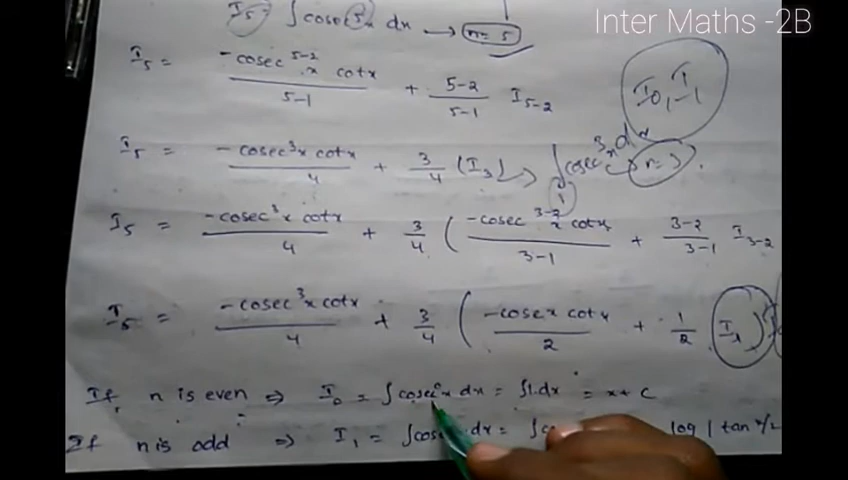 Inter Maths -2B
I₅ = ∫ cosec⁵x dx → n = 5
I₅ = -cosec⁵⁻² x cotx / 5-1 + 5-2 / 5-1 I₅₋₂
I₀, I₁
I₅ = -cosec³x cotx / 4 + 3/4 (I₃) → ∫cosec³x dx n=3
I₅ = -cosec³x cotx / 4 + 3/4 ( -cosec³⁻² x cotx / 3-1 + 3-2 / 3-1 I₃₋₂
I₅ = -cosec³x cotx / 4 + 3/4 ( -cosecx cotx / 2 + 1/2 I₁ )
If, n is even ⇒ I₀ = ∫cosec⁰x dx = ∫1.dx = x + c
If n is odd ⇒ I₁ = ∫cos dx = ∫ log | tan x/2